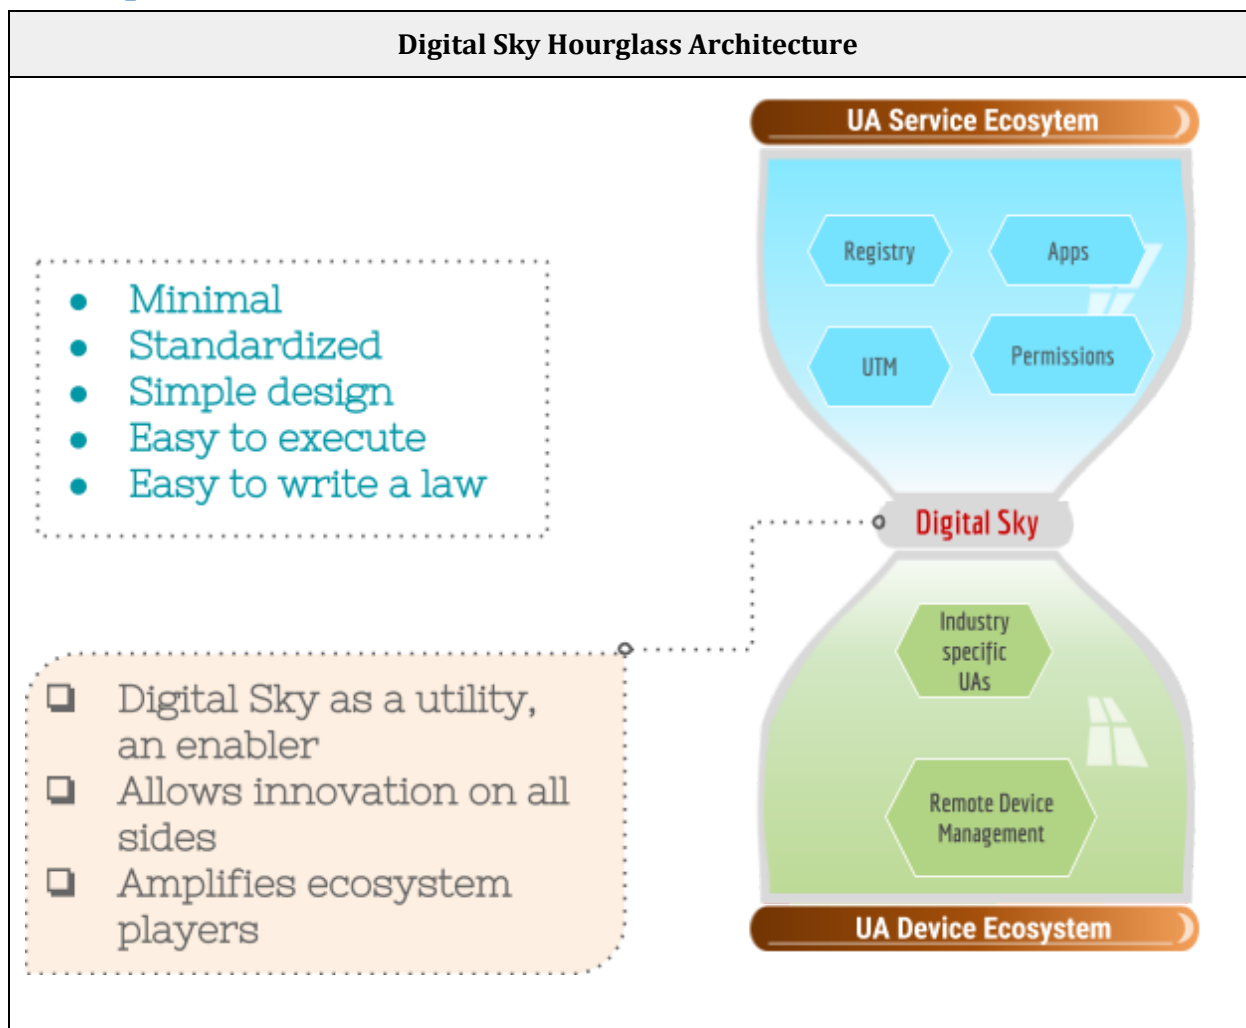 Digital Sky Hourglass Architecture
UA Service Ecosytem
Registry
Apps
UTM
Permissions
● Minimal
● Standardized
● Simple design
● Easy to execute
● Easy to write a law
Digital Sky
Industry
specific
UAs
Remote Device
Management
UA Device Ecosystem
❑ Digital Sky as a utility,
an enabler
❑ Allows innovation on all
sides
❑ Amplifies ecosystem
players